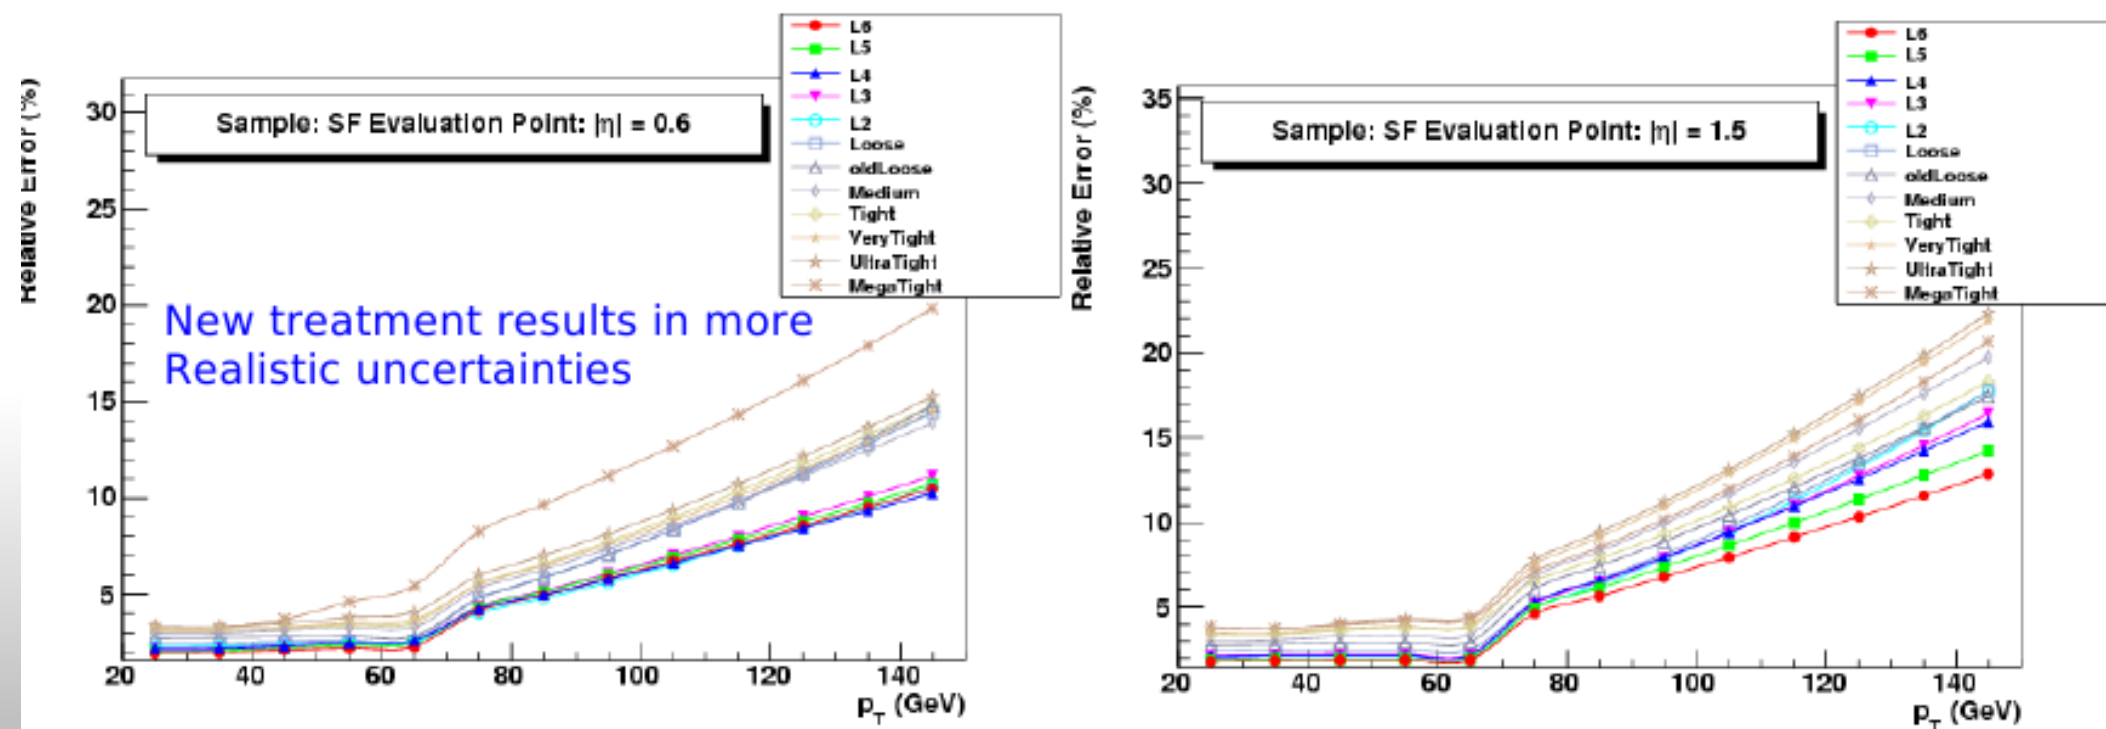 L6
L5
L4
L3
L2
Loose
oldLoose
Medium
Tight
VeryTight
UltraTight
MegaTight
Sample: SF Evaluation Point: |η| = 0.6
Relative Error (%)
30
25
20
15
10
5
New treatment results in more
Realistic uncertainties
20 40 60 80 100 120 140
p_T (GeV)
L6
L5
L4
L3
L2
Loose
oldLoose
Medium
Tight
VeryTight
UltraTight
MegaTight
Sample: SF Evaluation Point: |η| = 1.5
Relative Error (%)
35
30
25
20
15
10
5
20 40 60 80 100 120 140
p_T (GeV)